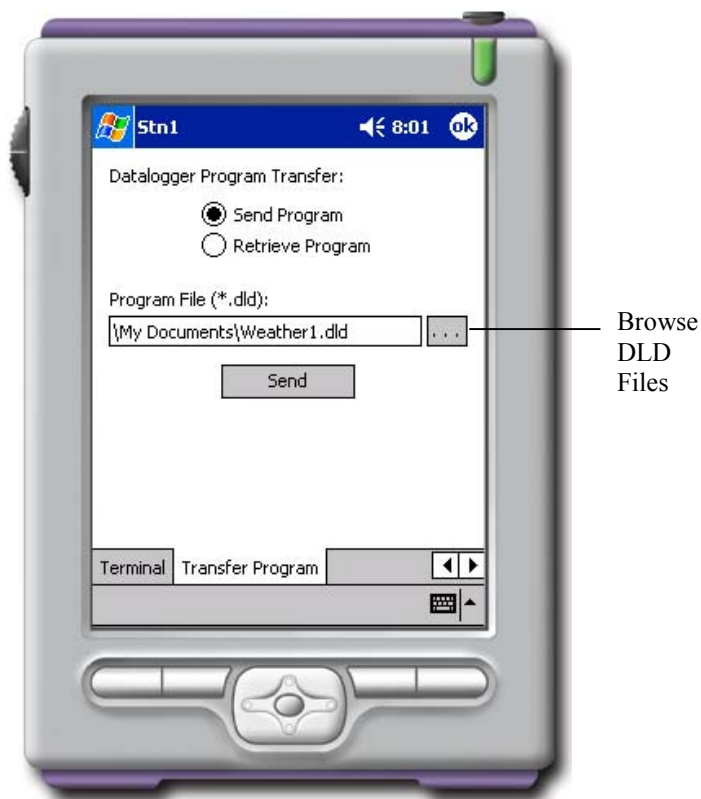 Stn1 8:01 ok
Datalogger Program Transfer:
Send Program
Retrieve Program
Program File (*.dld):
\My Documents\Weather1.dld ...
Browse
DLD
Files
Send
Terminal Transfer Program